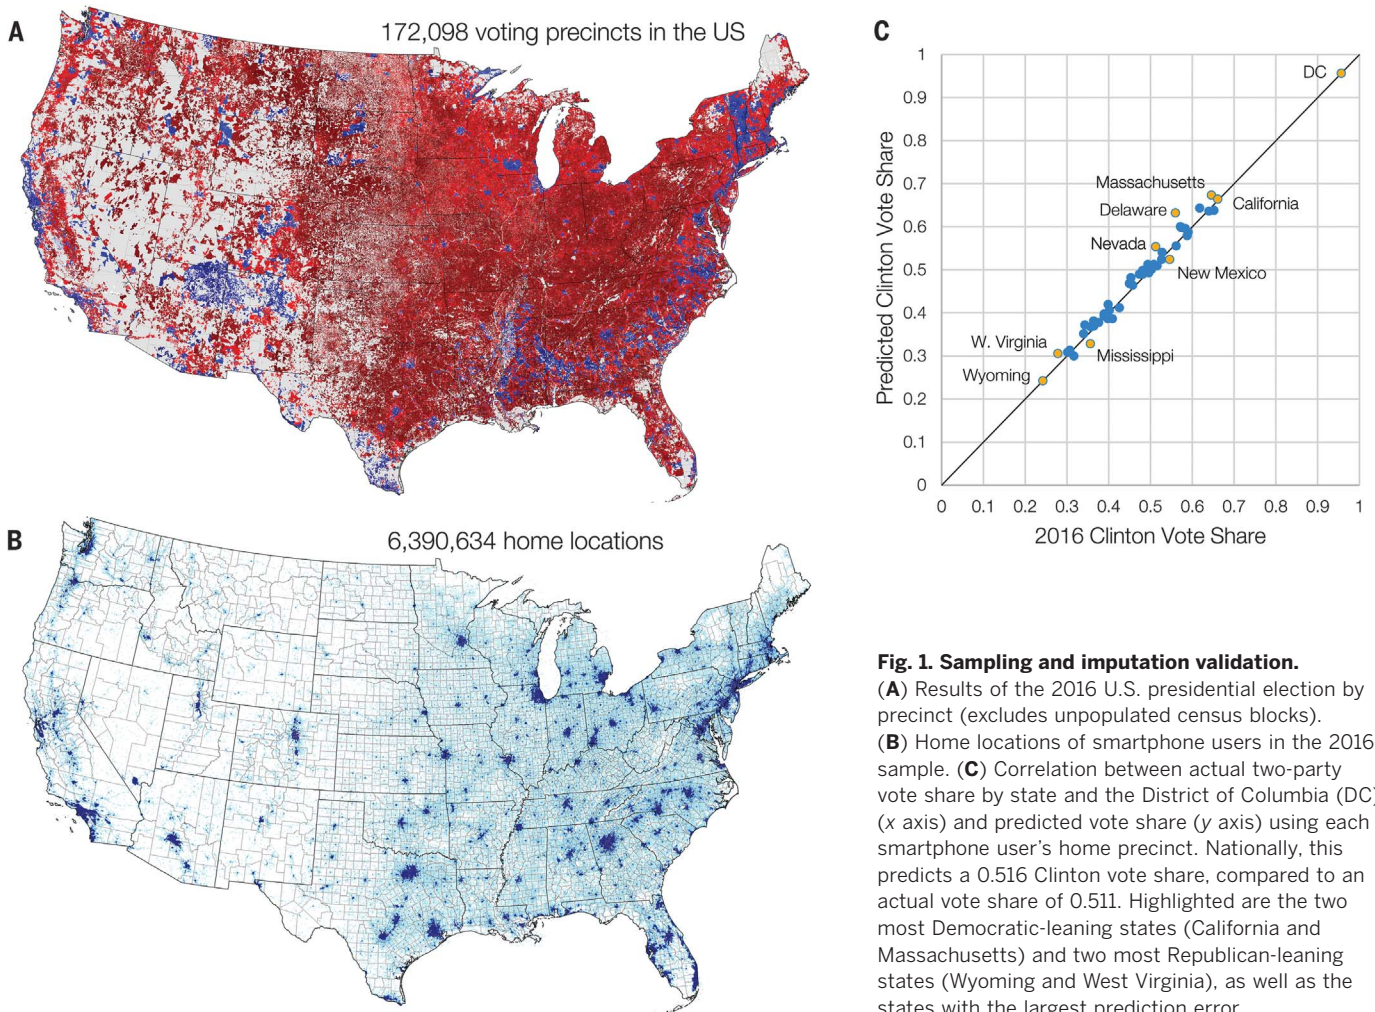 A
172,098 voting precincts in the US
B
6,390,634 home locations
C
Predicted Clinton Vote Share
1
0.9
0.8
0.7
0.6
0.5
0.4
0.3
0.2
0.1
0
DC
Massachusetts
California
Delaware
Nevada
New Mexico
W. Virginia
Mississippi
Wyoming
0 0.1 0.2 0.3 0.4 0.5 0.6 0.7 0.8 0.9 1
2016 Clinton Vote Share
Fig. 1. Sampling and imputation validation.
(A) Results of the 2016 U.S. presidential election by
precinct (excludes unpopulated census blocks).
(B) Home locations of smartphone users in the 2016
sample. (C) Correlation between actual two-party
vote share by state and the District of Columbia (DC)
(x axis) and predicted vote share (y axis) using each
smartphone user's home precinct. Nationally, this
predicts a 0.516 Clinton vote share, compared to an
actual vote share of 0.511. Highlighted are the two
most Democratic-leaning states (California and
Massachusetts) and two most Republican-leaning
states (Wyoming and West Virginia), as well as the
states with the largest prediction error